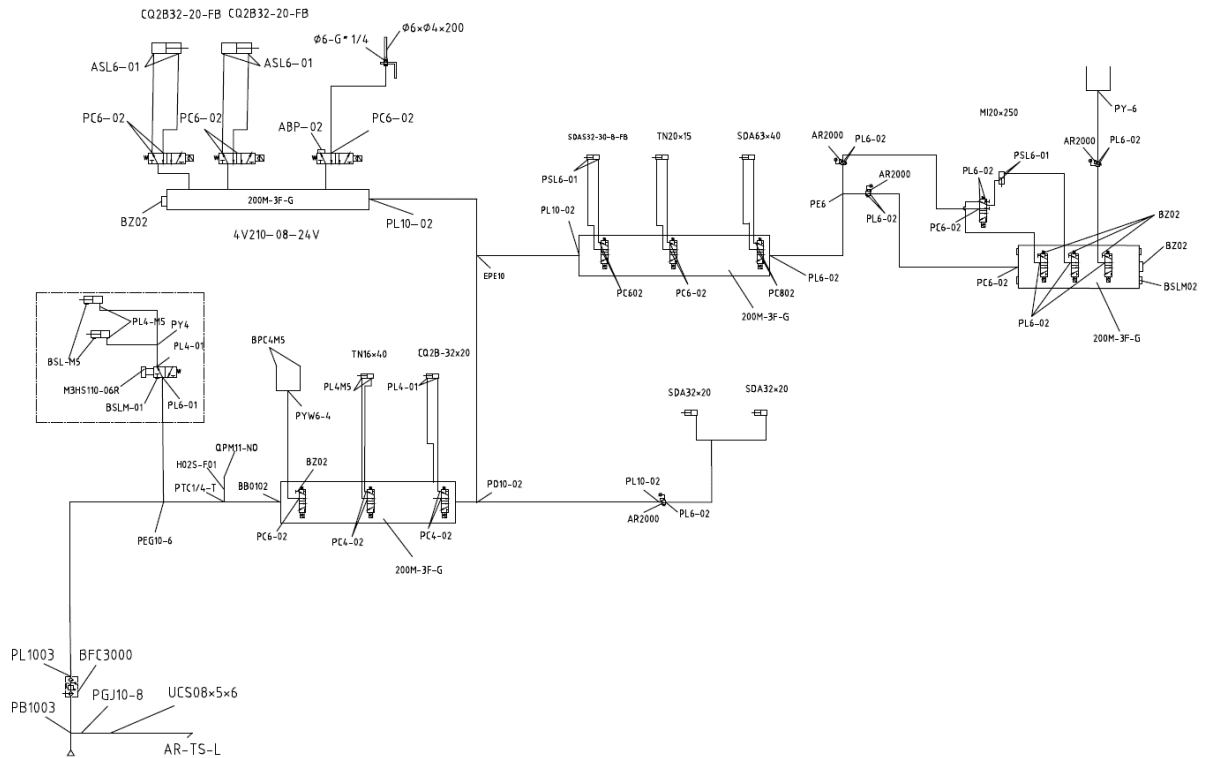 CQ2B32-20-FB CQ2B32-20-FB
Ø6×Ø4×200
Ø6-G" 1/4
ASL6-01
ASL6-01
PC6-02
PC6-02
ABP-02
PC6-02
BZ02
200M-3F-G
PL10-02
4V210-08-24V
EPE10
SDAS32-30-B-FB
TN20×15
SDA63×40
PSL6-01
PL10-02
PC602
PC6-02
PC802
PL6-02
200M-3F-G
AR2000
PL6-02
AR2000
PE6
PL6-02
MI20×250
PL6-02
PSL6-01
PC6-02
PY-6
AR2000
PL6-02
BZ02
BZ02
PC6-02
BSLM02
PL6-02
200M-3F-G
PL4-M5
PY4
BSL-M5
PL4-01
M3HS110-06R
BSLM-01
PL6-01
BPC4M5
TN16×40
CQ2B-32×20
PL4M5
PL4-01
PYW6-4
QPM11-NO
H02S-F01
BZ02
PTC1/4-T
BB0102
PD10-02
PEG10-6
PC6-02
PC4-02
PC4-02
200M-3F-G
SDA32×20
SDA32×20
PL10-02
AR2000
PL6-02
PL1003
BFC3000
PGJ10-8
UCS08×5×6
PB1003
AR-TS-L